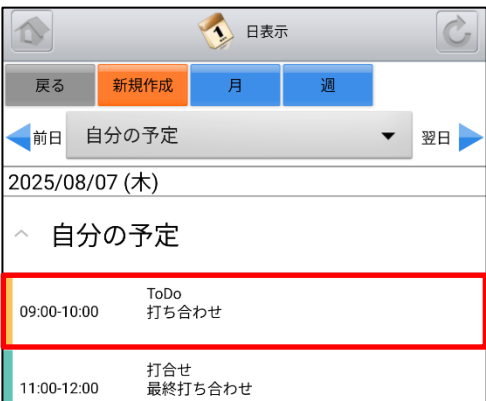 1 日表示
戻る 新規作成 月 週
前日 自分の予定 翌日
2025/08/07 (木)
自分の予定
ToDo
09:00-10:00 打ち合わせ
打合せ
11:00-12:00 最終打ち合わせ